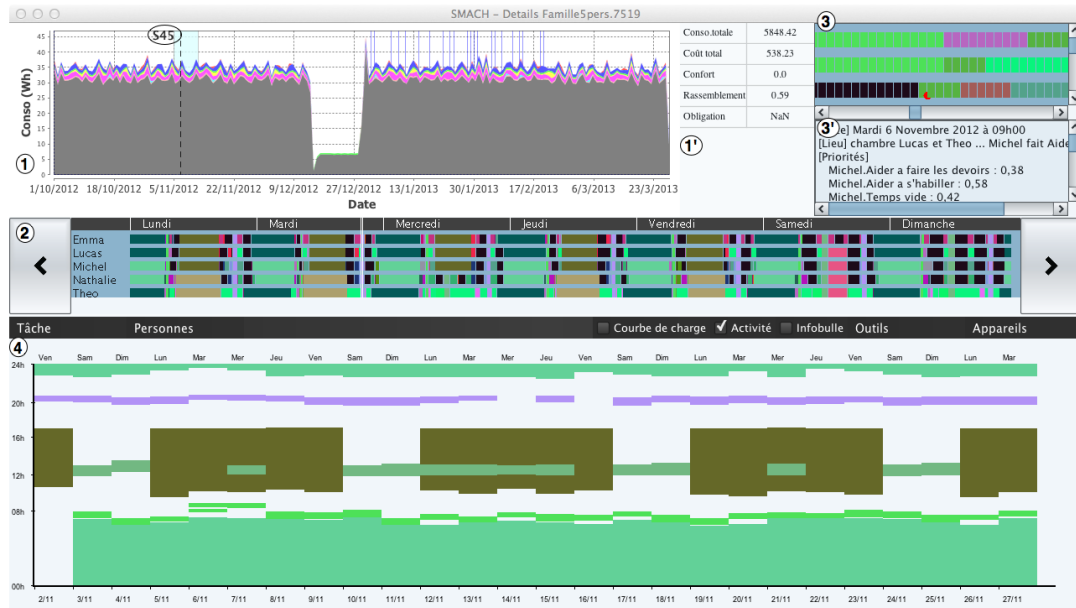 SMACH - Details Famille5pers.7519
S45
Conso (Wh)
45
40
35
30
25
20
15
10
5
0
1/10/2012 18/10/2012 5/11/2012 22/11/2012 9/12/2012 27/12/2012 13/1/2013 30/1/2013 17/2/2013 6/3/2013 23/3/2013
Date
1
Conso.totale 5848.42
Coût total 538.23
Confort 0.0
Rassemblement 0.59
Obligation NaN
1'
3
3'
] Mardi 6 Novembre 2012 à 09h00
[Lieu] chambre Lucas et Theo ... Michel fait Aide
[Priorités]
Michel.Aider a faire les devoirs : 0,38
Michel.Aider a s'habiller : 0,58
Michel.Temps vide : 0,42
2
Lundi Mardi Mercredi Jeudi Vendredi Samedi Dimanche
Emma
Lucas
Michel
Nathalie
Theo
Tâche Personnes Courbe de charge Activité Infobulle Outils Appareils
4
Ven Sam Dim Lun Mar Mer Jeu Ven Sam Dim Lun Mar Mer Jeu Ven Sam Dim Lun Mar Mer Jeu Ven Sam Dim Lun Mar
24h
20h
16h
12h
08h
00h
2/11 3/11 4/11 5/11 6/11 7/11 8/11 9/11 10/11 11/11 12/11 13/11 14/11 15/11 16/11 17/11 18/11 19/11 20/11 21/11 22/11 23/11 24/11 25/11 26/11 27/11